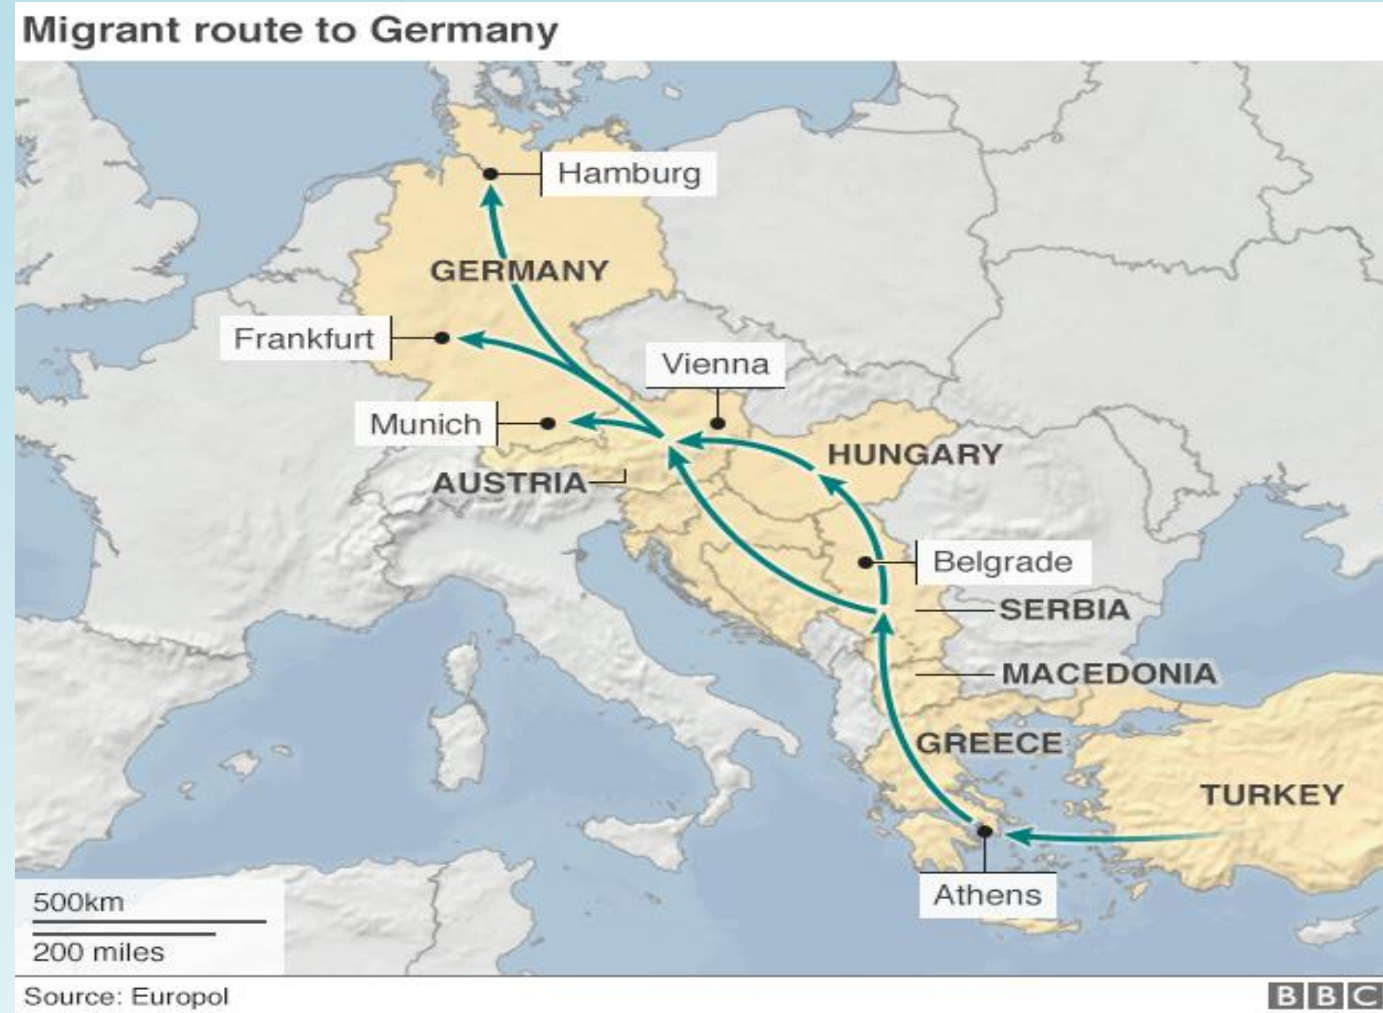 Migrant route to Germany
Hamburg
GERMANY
Frankfurt
Vienna
Munich
HUNGARY
AUSTRIA
Belgrade
SERBIA
MACEDONIA
GREECE
TURKEY
Athens
500km
200 miles
Source: Europol
BBC